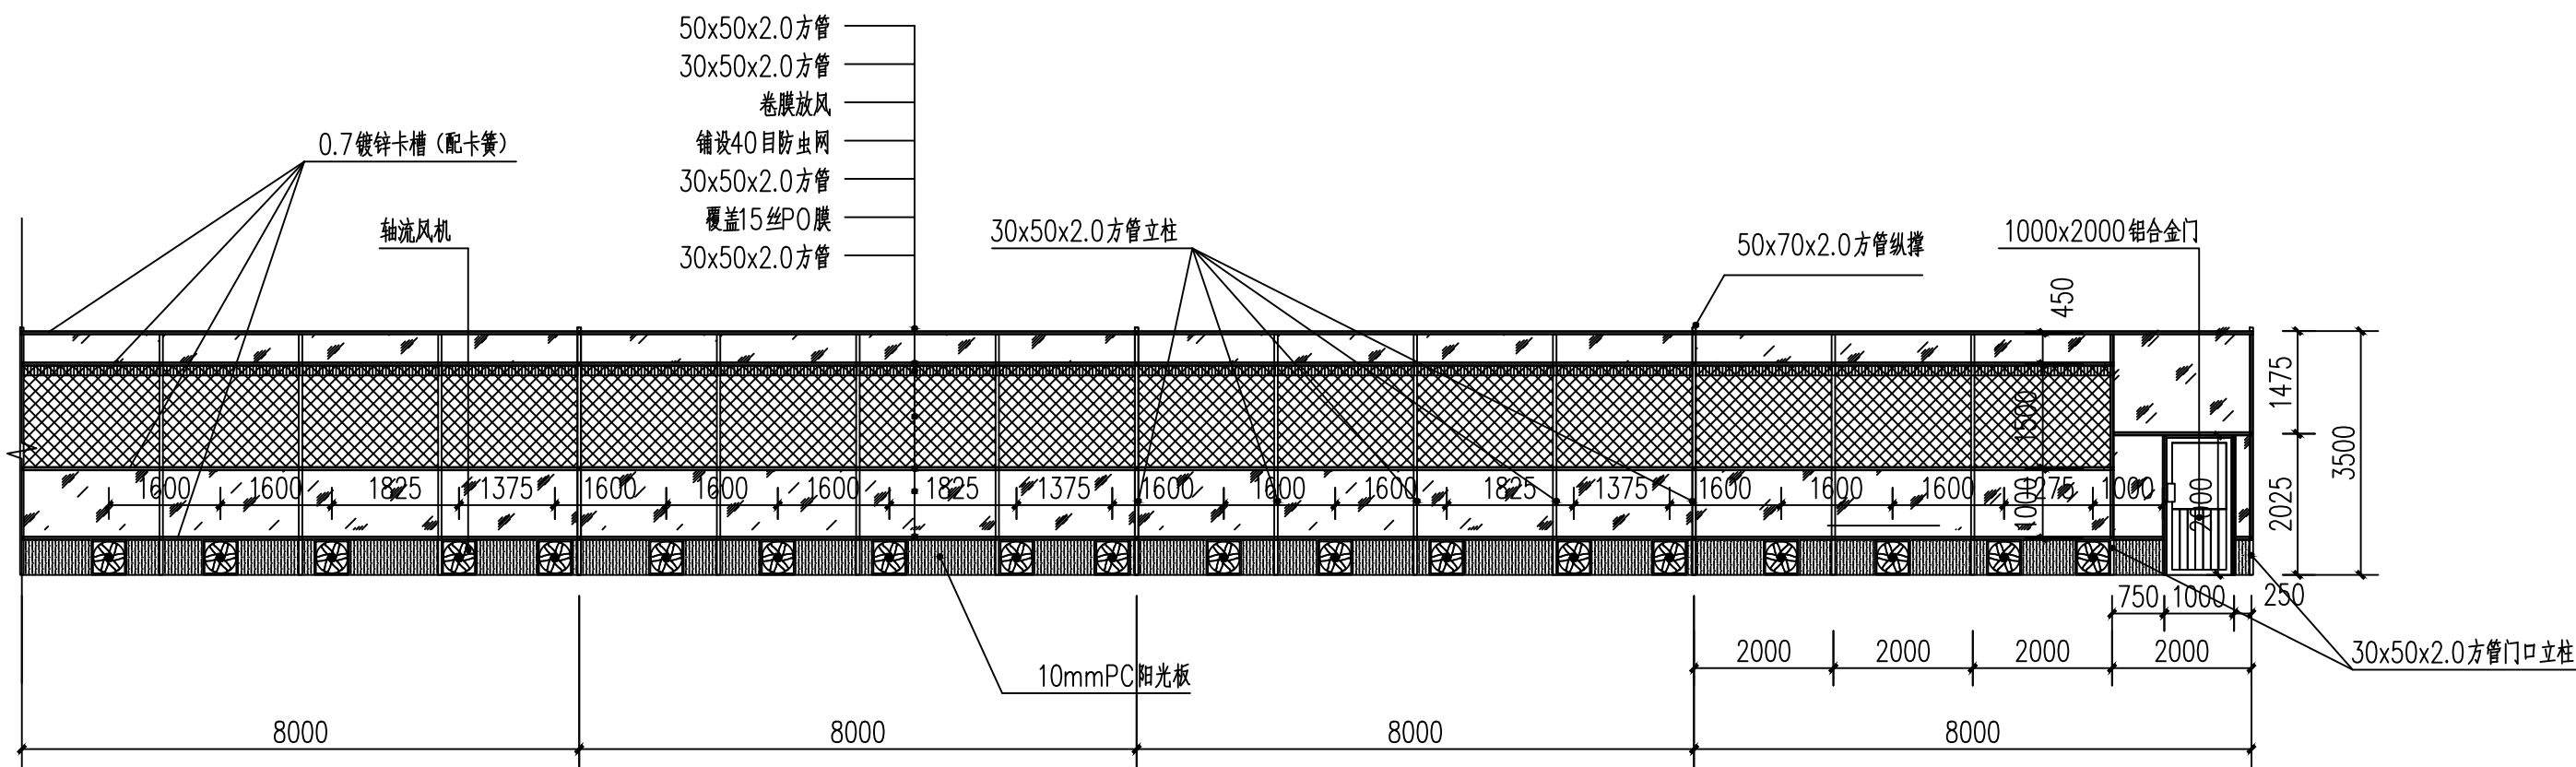 50x50x2.0方管
30x50x2.0方管
卷膜放风
铺设40目防虫网
30x50x2.0方管
覆盖15丝PO膜
30x50x2.0方管
0.7镀锌卡槽（配卡簧）
轴流风机
30x50x2.0方管立柱
50x70x2.0方管纵撑
1000x2000铝合金门
450
1500
1000
1475
2025
3500
2000
1600 1600 1825 1375 1600 1600 1600 1825 1375 1600 1600 1600 1825 1375 1600 1600 1600 1275 1000
750 1000 250
2000 2000 2000 2000
30x50x2.0方管门口立柱
10mmPC阳光板
8000 8000 8000 8000